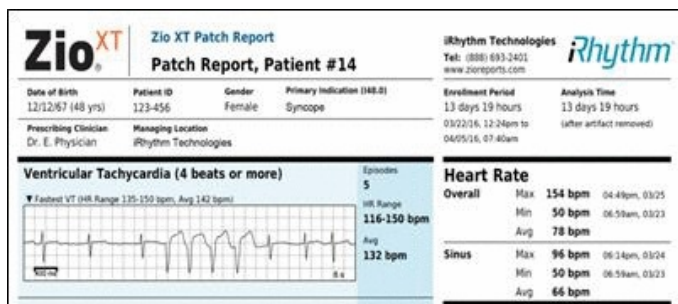 Zio XT
®
Zio XT Patch Report
Patch Report, Patient #14
iRhythm Technologies
Tel: (888) 693-2401
www.zioreports.com
iRhythm
Date of Birth
12/12/67 (48 yrs)
Patient ID
123-456
Gender
Female
Primary Indication (I48.0)
Syncope
Prescribing Clinician
Dr. E. Physician
Managing Location
iRhythm Technologies
Enrollment Period
13 days 19 hours
03/22/16, 12:24pm to
04/05/16, 07:40am
Analysis Time
13 days 19 hours
(after artifact removed)
Ventricular Tachycardia (4 beats or more)
▼ Fastest VT (HR Range 135-150 bpm, Avg 142 bpm)
400 ms
8 s
Episodes
5
HR Range
116-150 bpm
Avg
132 bpm
Heart Rate
Overall Max 154 bpm 04:49pm, 03/25
Min 50 bpm 06:59am, 03/23
Avg 78 bpm
Sinus Max 96 bpm 06:14pm, 03/24
Min 50 bpm 06:59am, 03/23
Avg 66 bpm